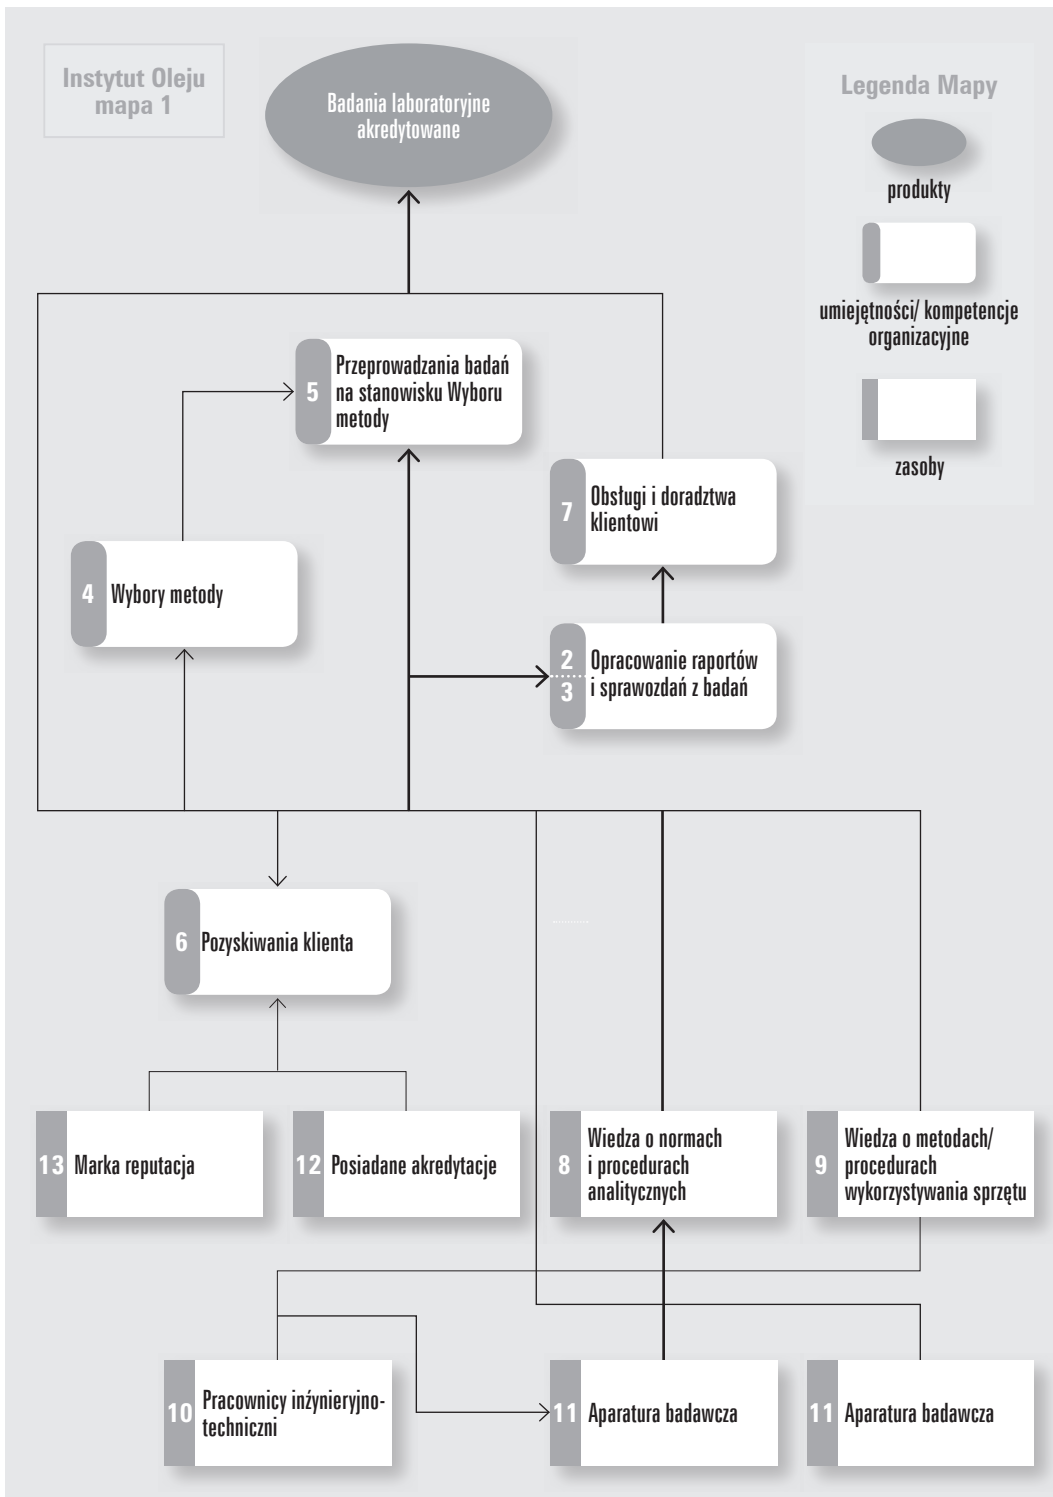 Instytut Oleju
mapa 1
Badania laboratoryjne
akredytowane
Legenda Mapy
produkty
umiejętności/ kompetencje
organizacyjne
zasoby
5
Przeprowadzania badań
na stanowisku Wyboru
metody
7
Obsługi i doradztwa
klientowi
4
Wybory metody
2
3
Opracowanie raportów
i sprawozdań z badań
6
Pozyskiwania klienta
13
Marka reputacja
12
Posiadane akredytacje
8
Wiedza o normach
i procedurach
analitycznych
9
Wiedza o metodach/
procedurach
wykorzystywania sprzętu
10
Pracownicy inźynieryjno-
techniczni
11
Aparatura badawcza
11
Aparatura badawcza